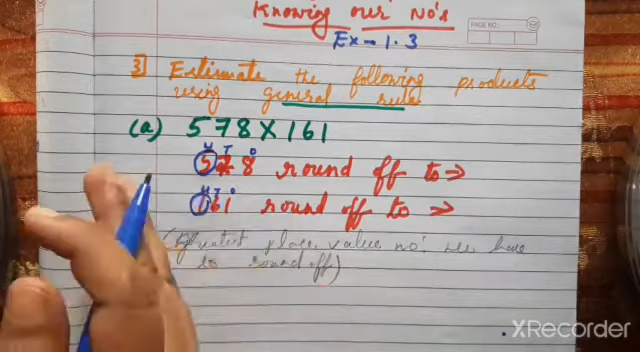 Knowing our No's
PAGE NO.:
Ex → 1.3
3] Estimate the following products
using general rule
(a) 578 X 161
H T O
578 round off to ⇒
H T O
161 round off to ⇒
place value no. we have
to round off)
XRecorder